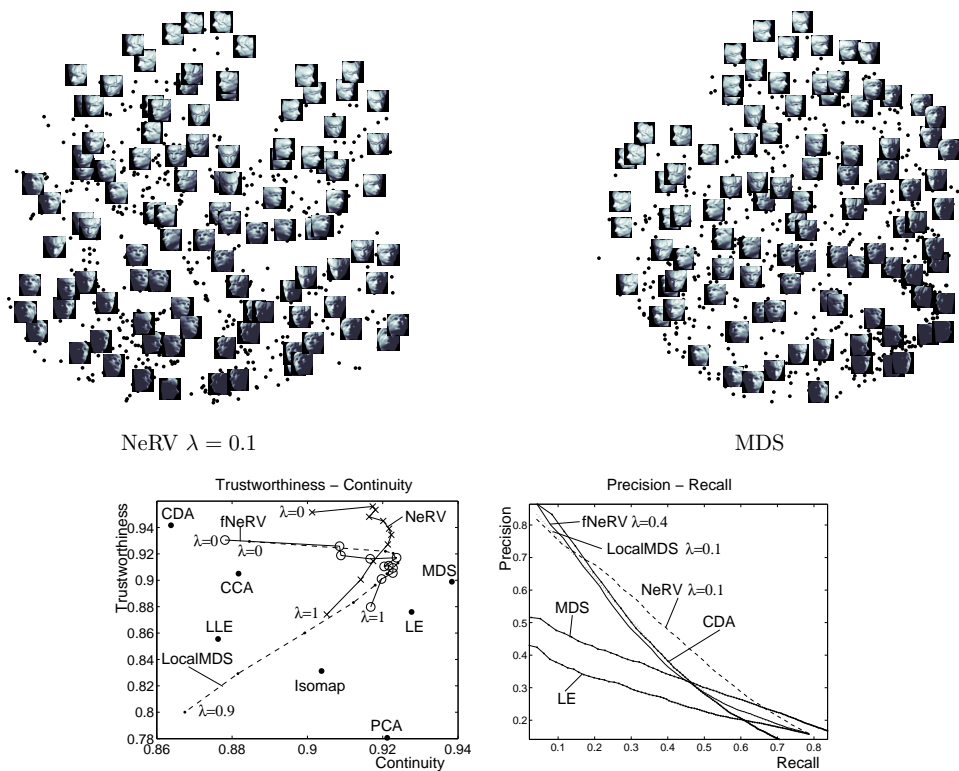 NeRV λ = 0.1
MDS
Trustworthiness − Continuity
Trustworthiness
0.94
0.92
0.9
0.88
0.86
0.84
0.82
0.8
0.78
CDA
fNeRV
λ=0
λ=0
λ=0
NeRV
CCA
MDS
λ=1
λ=1
LE
LLE
LocalMDS
Isomap
λ=0.9
PCA
0.86
0.88
0.9
0.92
0.94
Continuity
Precision − Recall
Precision
0.8
0.7
0.6
0.5
0.4
0.3
0.2
fNeRV λ=0.4
LocalMDS λ=0.1
NeRV λ=0.1
MDS
CDA
LE
0.1
0.2
0.3
0.4
0.5
0.6
0.7
0.8
Recall